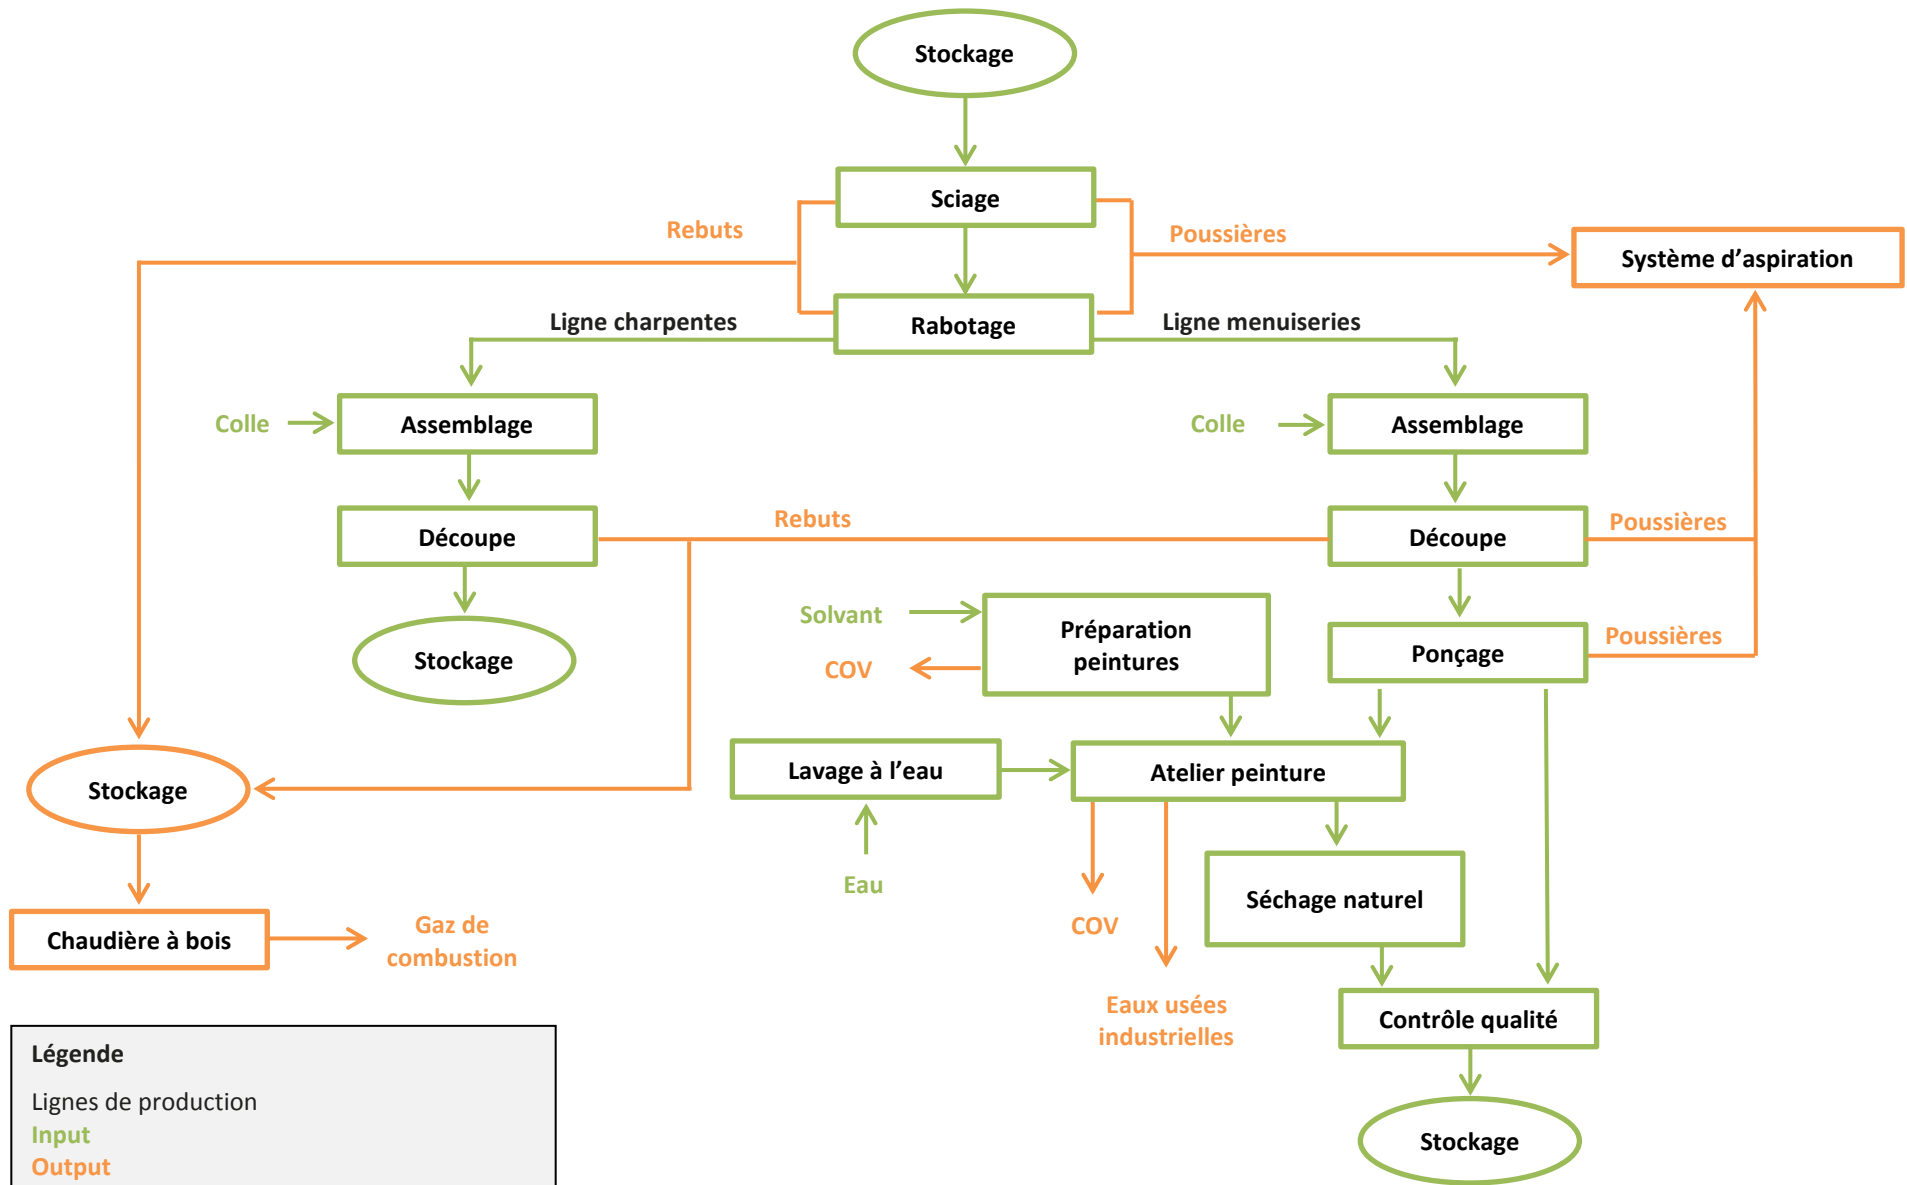 Stockage
Sciage
Rebuts
Poussières
Système d'aspiration
Ligne charpentes
Rabotage
Ligne menuiseries
Colle
Assemblage
Colle
Assemblage
Découpe
Rebuts
Découpe
Poussières
Solvant
Préparation
peintures
COV
Stockage
Ponçage
Poussières
Stockage
Lavage à l'eau
Atelier peinture
Eau
COV
Séchage naturel
Chaudière à bois
Gaz de
combustion
Eaux usées
industrielles
Contrôle qualité
Légende
Lignes de production
Input
Output
Stockage